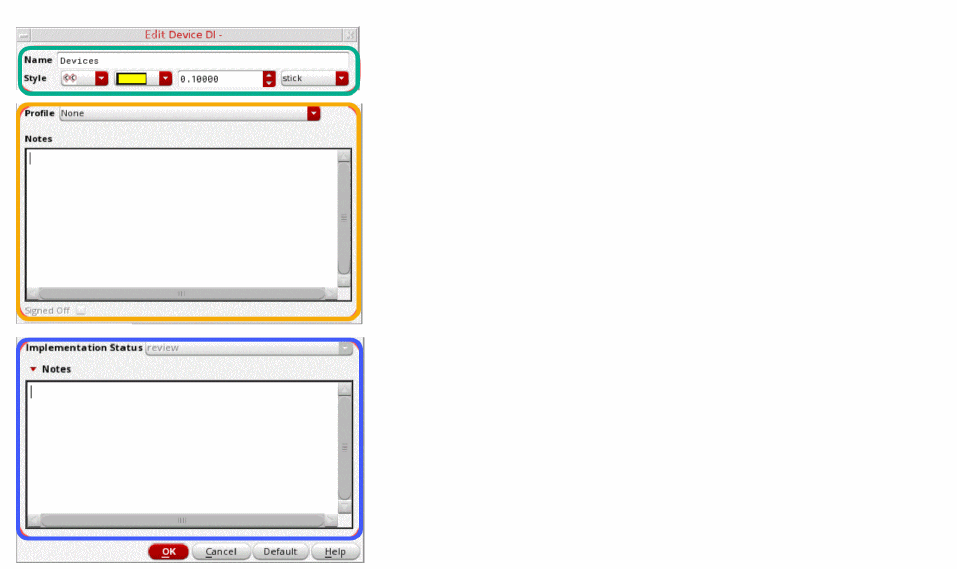 Edit Device DI -
Name Devices
Style 0.10000 stick
Profile None
Notes
Signed Off
Implementation Status review
Notes
OK Cancel Default Help